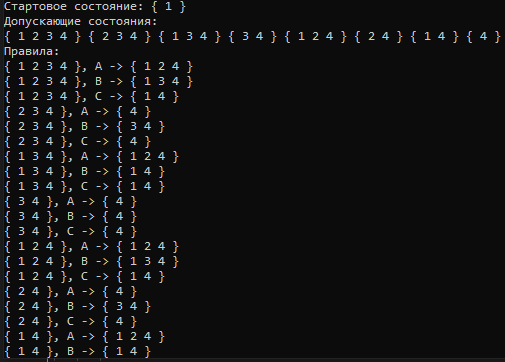 Стартовое состояние: { 1 }
Допускающие состояния:
{ 1 2 3 4 } { 2 3 4 } { 1 3 4 } { 3 4 } { 1 2 4 } { 2 4 } { 1 4 } { 4 }
Правила:
{ 1 2 3 4 }, A -> { 1 2 4 }
{ 1 2 3 4 }, B -> { 1 3 4 }
{ 1 2 3 4 }, C -> { 1 4 }
{ 2 3 4 }, A -> { 4 }
{ 2 3 4 }, B -> { 3 4 }
{ 2 3 4 }, C -> { 4 }
{ 1 3 4 }, A -> { 1 2 4 }
{ 1 3 4 }, B -> { 1 4 }
{ 1 3 4 }, C -> { 1 4 }
{ 3 4 }, A -> { 4 }
{ 3 4 }, B -> { 4 }
{ 3 4 }, C -> { 4 }
{ 1 2 4 }, A -> { 1 2 4 }
{ 1 2 4 }, B -> { 1 3 4 }
{ 1 2 4 }, C -> { 1 4 }
{ 2 4 }, A -> { 4 }
{ 2 4 }, B -> { 3 4 }
{ 2 4 }, C -> { 4 }
{ 1 4 }, A -> { 1 2 4 }
{ 1 4 }, B -> { 1 4 }